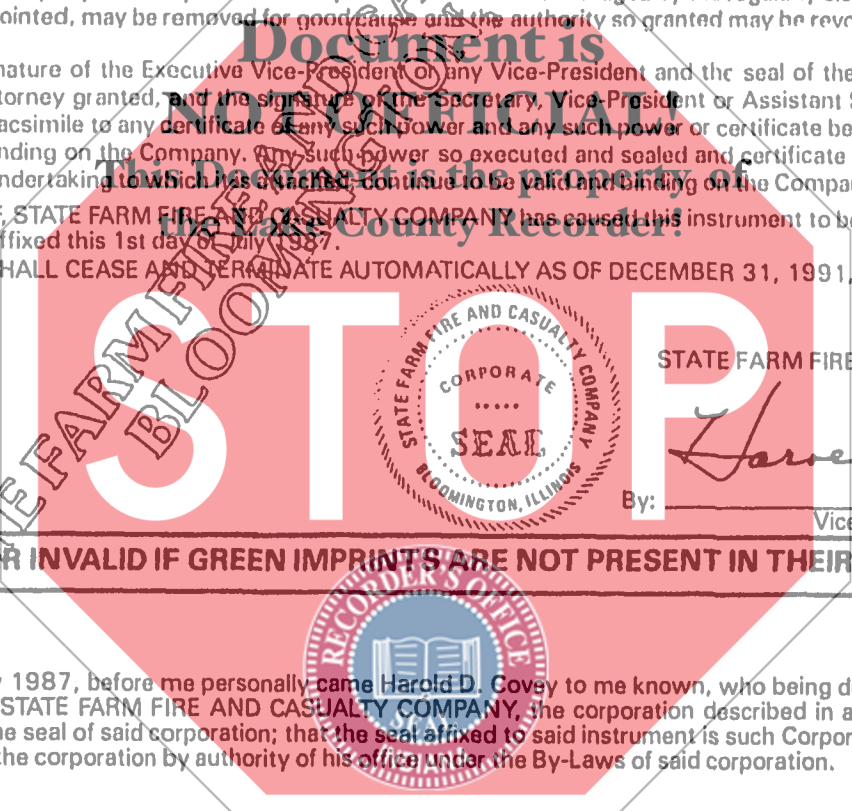 ointed, may be removed for good cause and the authority so granted may be revo
Document is
nature of the Executive Vice-President or any Vice-President and the seal of the
torney granted, and the signature of the Secretary, Vice-President or Assistant S
NOT OFFICIAL!
acsimile to any certificate of any such power and any such power or certificate be
nding on the Company. Any such power so executed and sealed and certificate
This Document is the property of
ndertaking to which it is attached, continue to be valid and binding on the Compa
F, STATE FARM FIRE AND CASUALTY COMPANY has caused this instrument to be
the Lake County Recorder!
ffixed this 1st day of July 1987.
HALL CEASE AND TERMINATE AUTOMATICALLY AS OF DECEMBER 31, 1991,
STOP
STATE FARM FIRE AND CASUALTY COMPANY
CORPORATE
SEAL
BLOOMINGTON, ILLINOIS
STATE FARM FIRE
By:
Vice
E FARM FIRE AND
BLOOMINGTON
R INVALID IF GREEN IMPRINTS ARE NOT PRESENT IN THEIR
RECORDER'S OFFICE
SEAL
INDIANA
1987, before me personally came Harold D. Covey to me known, who being d
STATE FARM FIRE AND CASUALTY COMPANY, the corporation described in a
he seal of said corporation; that the seal affixed to said instrument is such Corpor
the corporation by authority of his office under the By-Laws of said corporation.